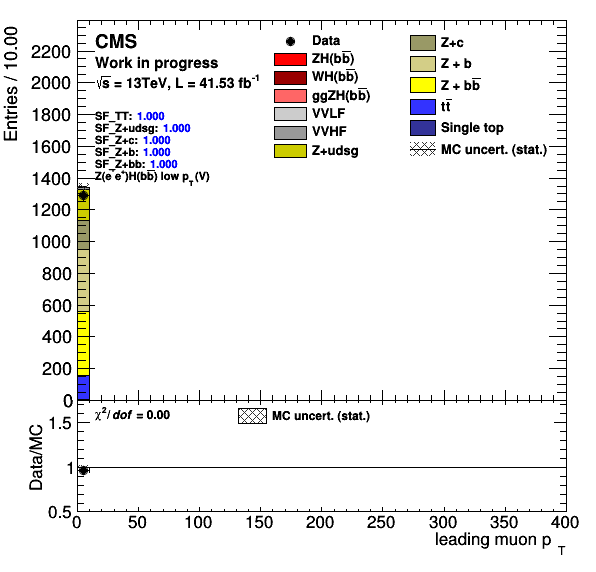 Entries / 10.00
2200
2000
1800
1600
1400
1200
1000
800
600
400
200
0
CMS
Work in progress
√s = 13TeV, L = 41.53 fb⁻¹
SF_TT: 1.000
SF_Z+udsg: 1.000
SF_Z+c: 1.000
SF_Z+b: 1.000
SF_Z+bb: 1.000
Z(e⁻e⁺)H(bb̅) low p_T(V)
Data
ZH(bb̅)
WH(bb̅)
ggZH(bb̅)
VVLF
VVHF
Z+udsg
Z+c
Z + b
Z + bb̅
tt̅
Single top
MC uncert. (stat.)
Data/MC
1.5
1
0.5
χ²/dof = 0.00
MC uncert. (stat.)
0 50 100 150 200 250 300 350 400
leading muon p_T